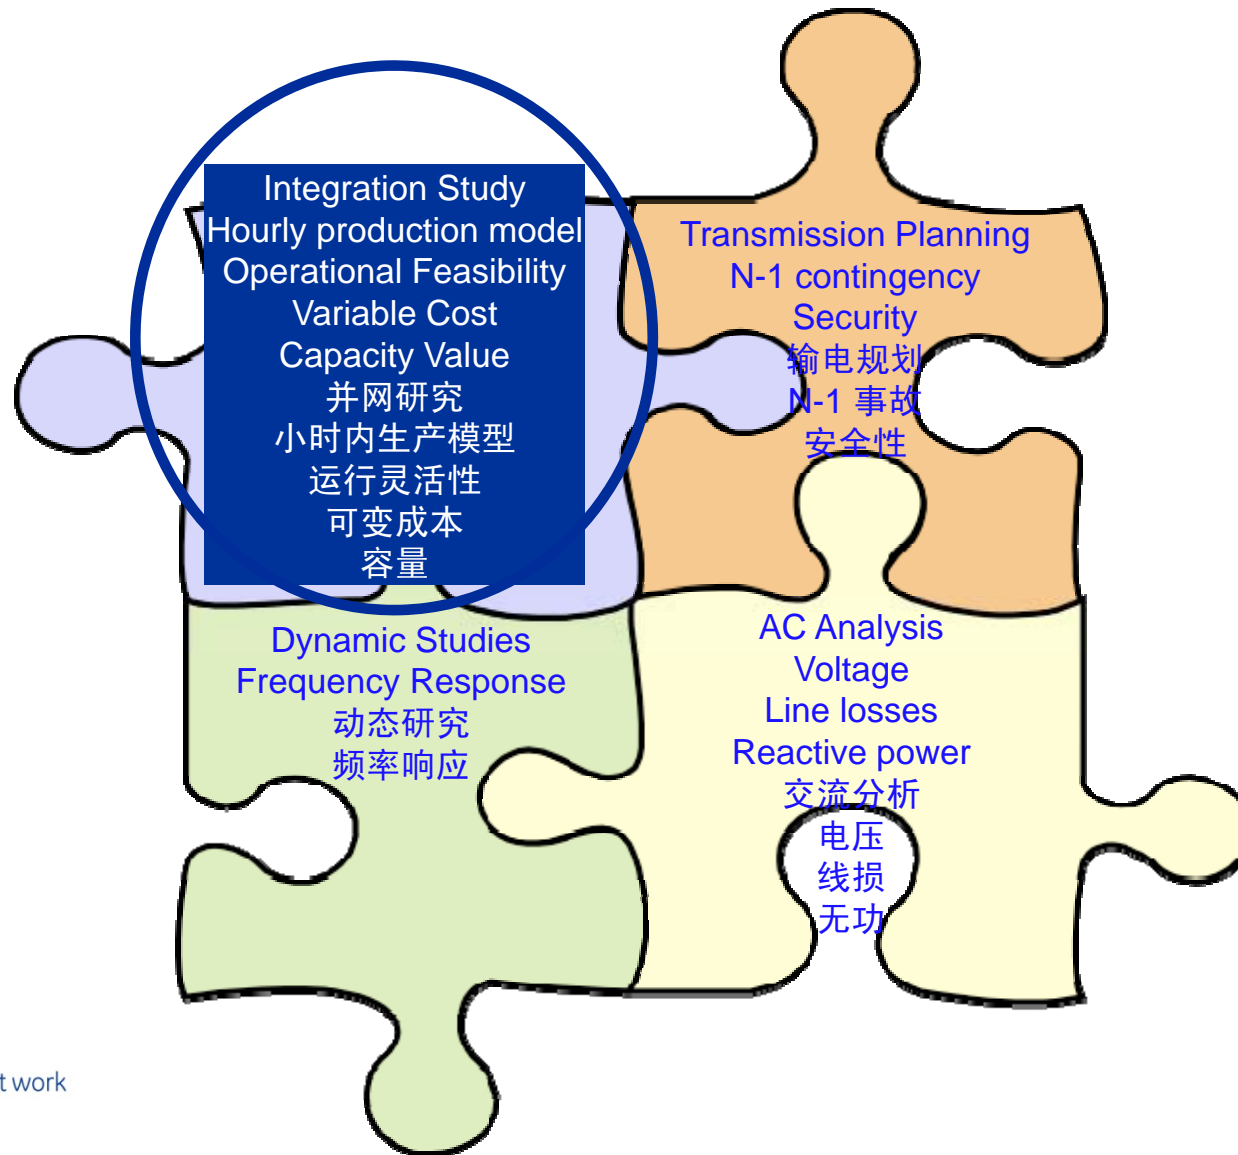 Integration Study
Hourly production model
Operational Feasibility
Variable Cost
Capacity Value
并网研究
小时内生产模型
运行灵活性
可变成本
容量
Transmission Planning
N-1 contingency
Security
输电规划
N-1 事故
安全性
Dynamic Studies
Frequency Response
动态研究
频率响应
AC Analysis
Voltage
Line losses
Reactive power
交流分析
电压
线损
无功
t work